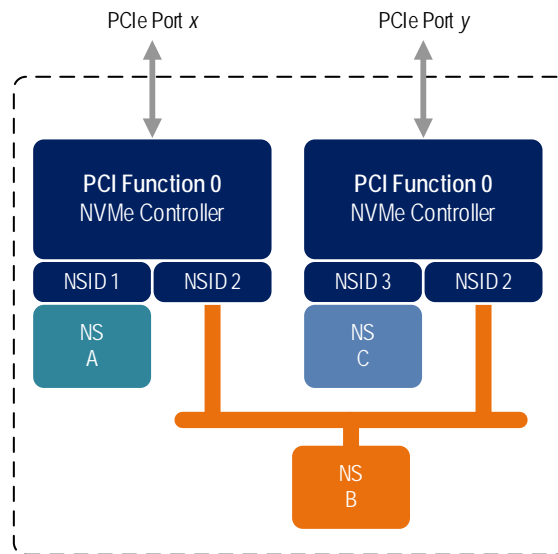 PCIe Port x
PCIe Port y
PCI Function 0
NVMe Controller
PCI Function 0
NVMe Controller
NSID 1
NSID 2
NSID 3
NSID 2
NS
A
NS
C
NS
B